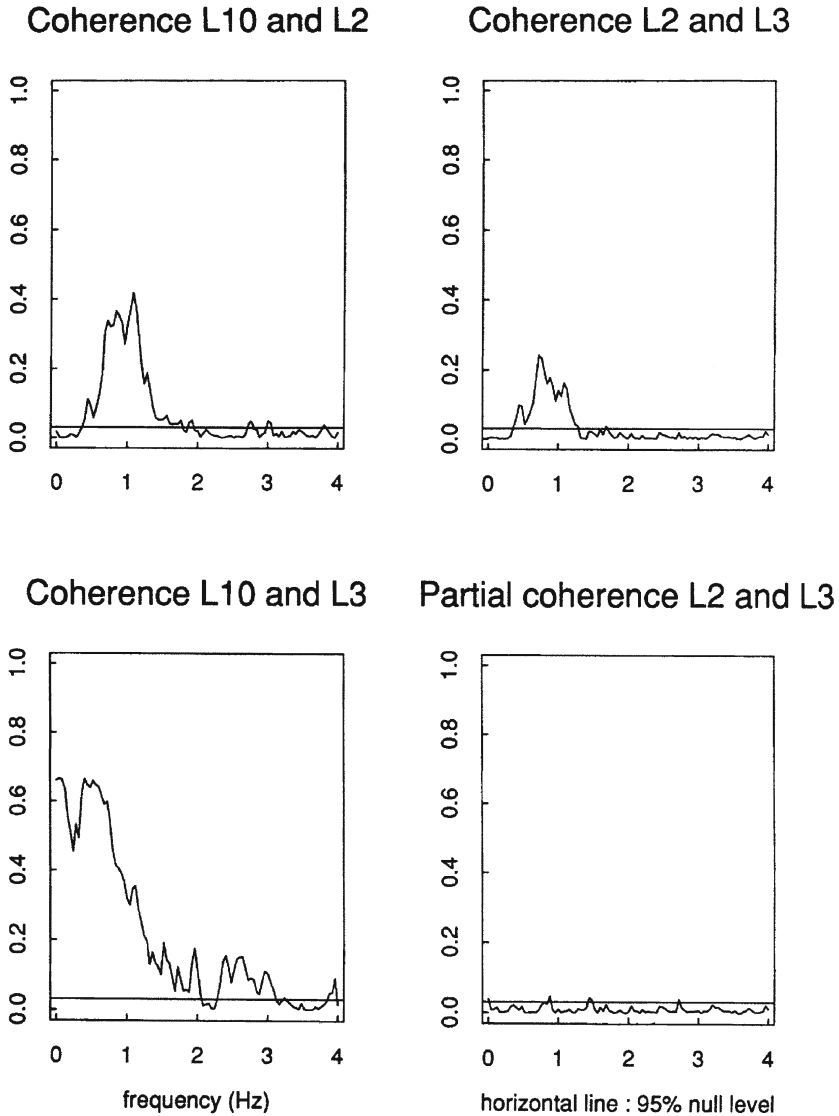 Coherence L10 and L2
Coherence L2 and L3
1.0
0.8
0.6
0.4
0.2
0.0
0 1 2 3 4
1.0
0.8
0.6
0.4
0.2
0.0
0 1 2 3 4
Coherence L10 and L3
Partial coherence L2 and L3
1.0
0.8
0.6
0.4
0.2
0.0
0 1 2 3 4
frequency (Hz)
1.0
0.8
0.6
0.4
0.2
0.0
0 1 2 3 4
horizontal line : 95% null level